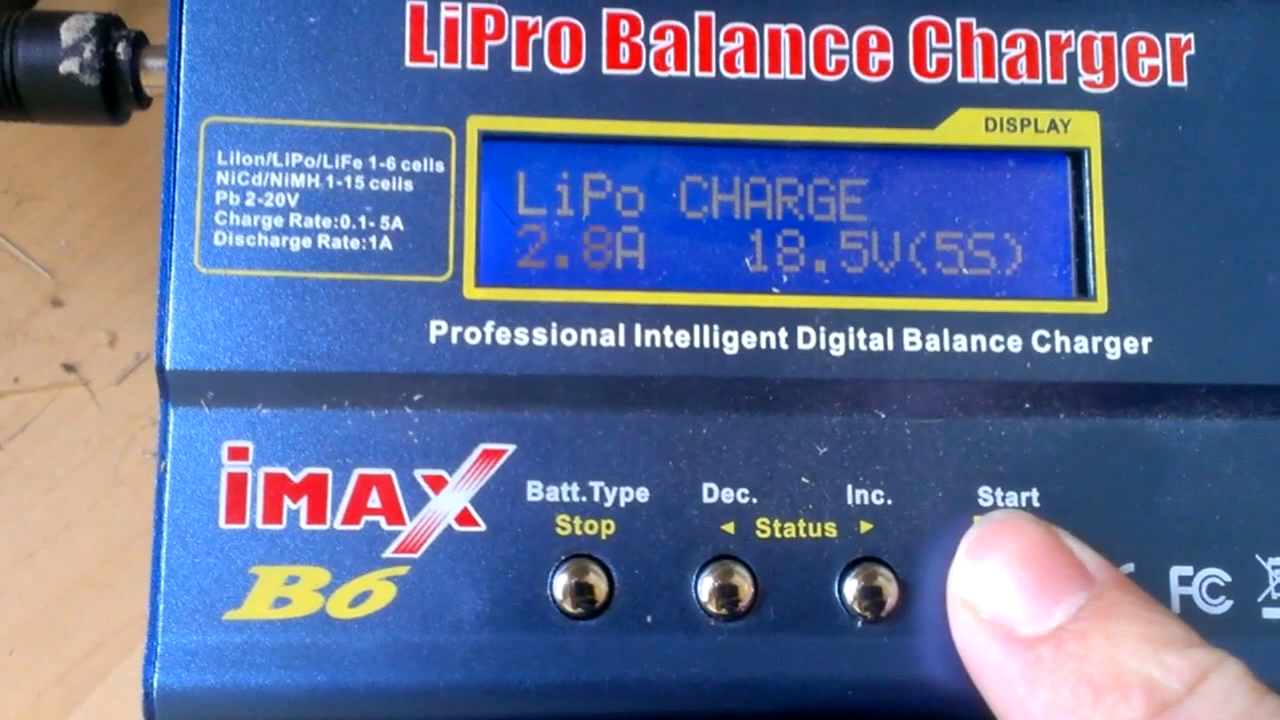 LiPro Balance Charger
DISPLAY
LiIon/LiPo/LiFe 1-6 cells
NiCd/NiMH 1-15 cells
Pb 2-20V
Charge Rate:0.1- 5A
Discharge Rate:1A
LiPo CHARGE
2.8A 18.5V(5S)
Professional Intelligent Digital Balance Charger
iMAX
B6
Batt.Type Dec. Inc. Start
Stop ◄ Status ►
FC